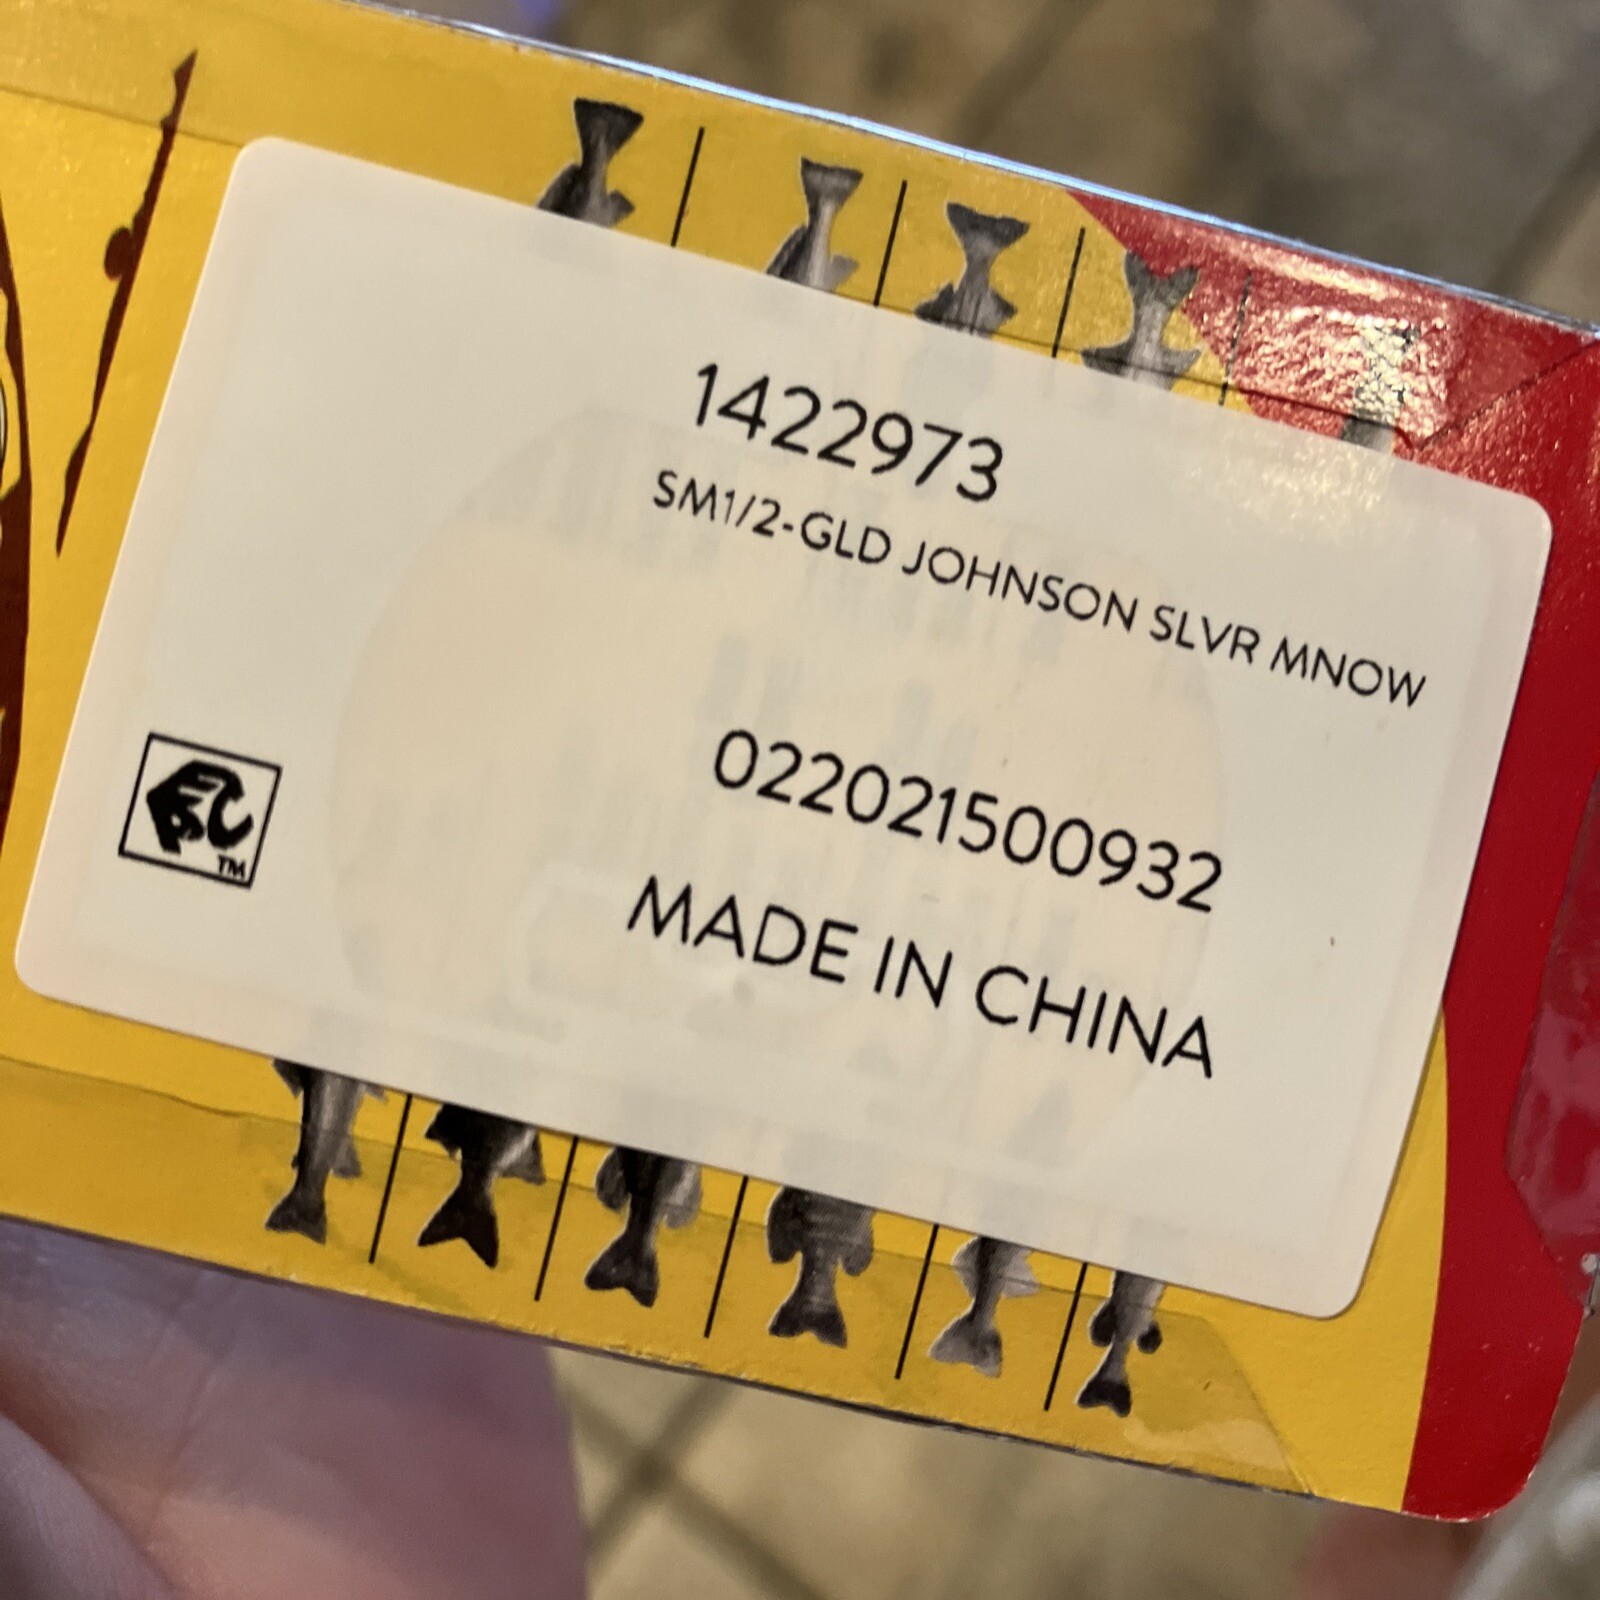 1422973
SM1/2-GLD JOHNSON SLVR MNOW
022021500932
MADE IN CHINA
TM